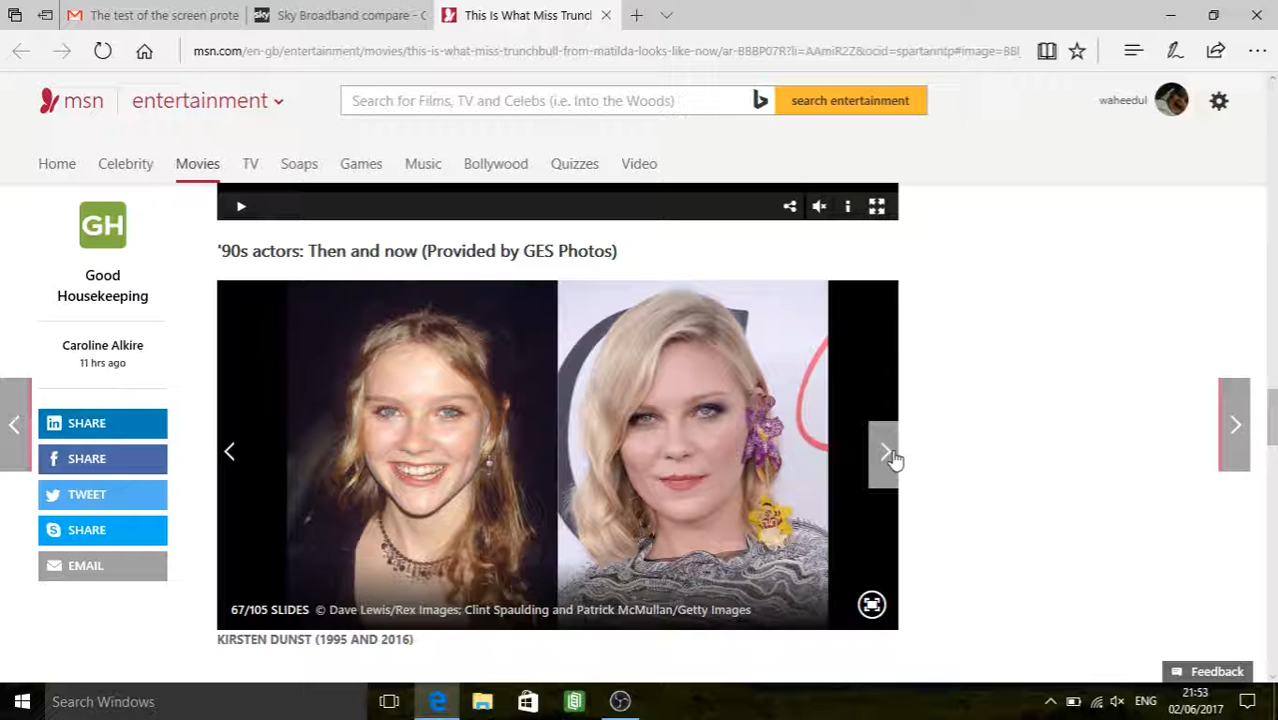 The test of the screen prote
Sky Broadband compare - C
This Is What Miss Trunchl
msn.com/en-gb/entertainment/movies/this-is-what-miss-trunchbull-from-matilda-looks-like-now/ar-BBBP07R?li=AAmiR2Z&ocid=spartanntp#image=BB
msn
entertainment
Search for Films, TV and Celebs (i.e. Into the Woods)
search entertainment
waheedul
Home Celebrity Movies TV Soaps Games Music Bollywood Quizzes Video
GH
Good
Housekeeping
Caroline Alkire
11 hrs ago
SHARE
SHARE
TWEET
SHARE
EMAIL
'90s actors: Then and now (Provided by GES Photos)
67/105 SLIDES © Dave Lewis/Rex Images; Clint Spaulding and Patrick McMullan/Getty Images
KIRSTEN DUNST (1995 AND 2016)
Feedback
Search Windows
ENG
21:53
02/06/2017